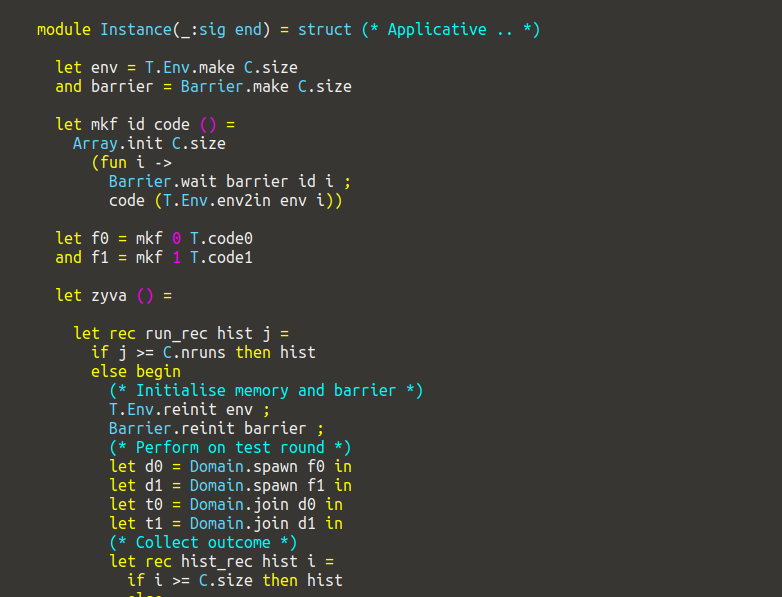 module Instance(_:sig end) = struct (* Applicative .. *)
let env = T.Env.make C.size
and barrier = Barrier.make C.size
let mkf id code () =
Array.init C.size
(fun i ->
Barrier.wait barrier id i ;
code (T.Env.env2in env i))
let f0 = mkf 0 T.code0
and f1 = mkf 1 T.code1
let zyva () =
let rec run_rec hist j =
if j >= C.nruns then hist
else begin
(* Initialise memory and barrier *)
T.Env.reinit env ;
Barrier.reinit barrier ;
(* Perform on test round *)
let d0 = Domain.spawn f0 in
let d1 = Domain.spawn f1 in
let t0 = Domain.join d0 in
let t1 = Domain.join d1 in
(* Collect outcome *)
let rec hist_rec hist i =
if i >= C.size then hist